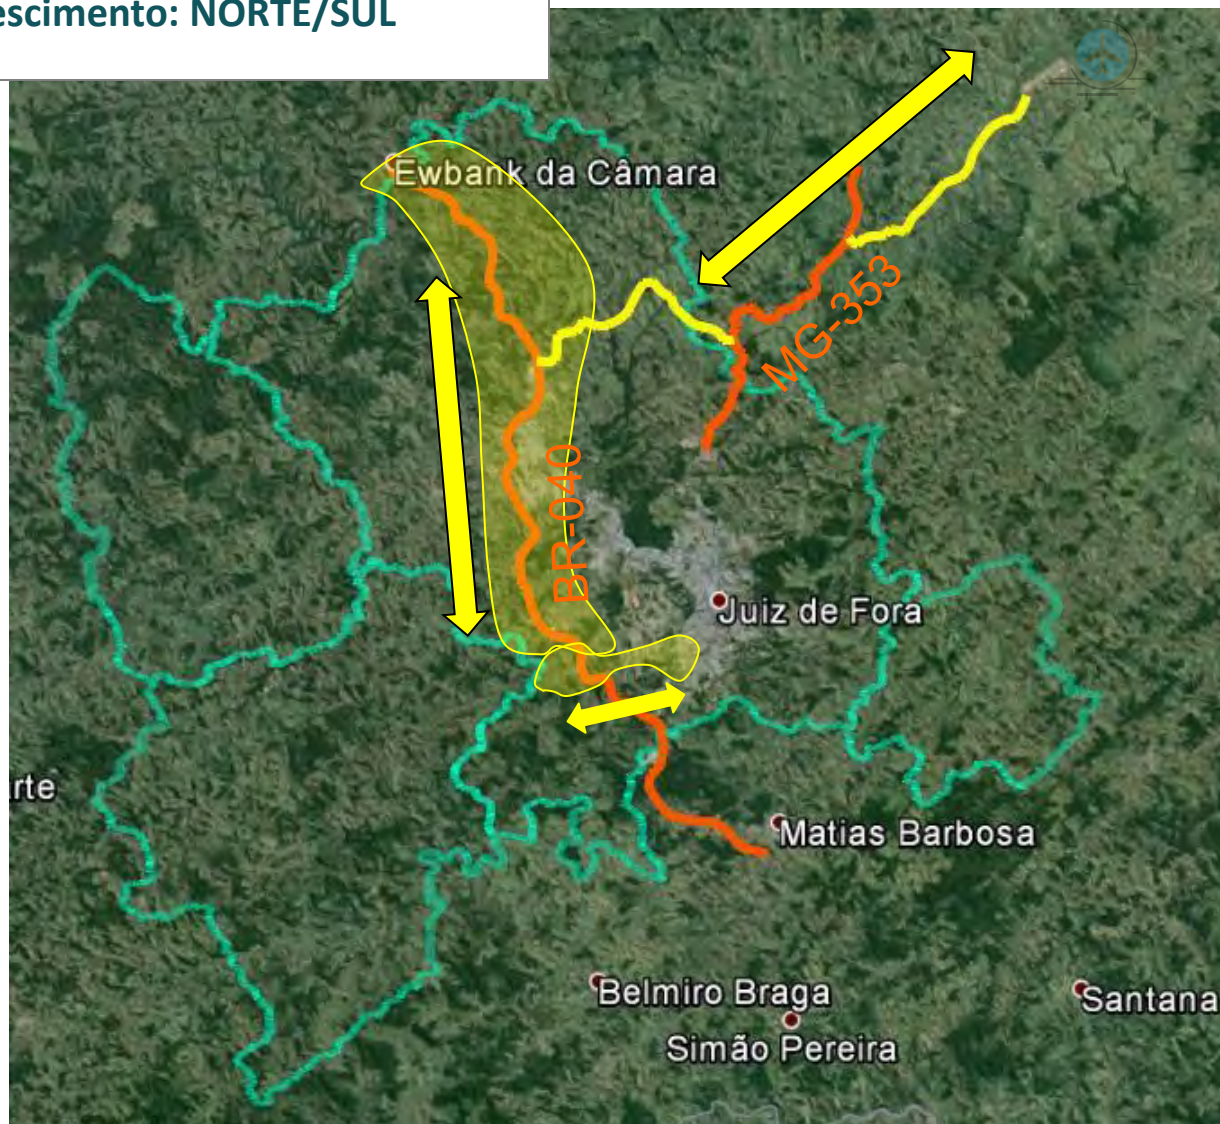 escimento: NORTE/SUL
Ewbank da Câmara
MG-353
BR-040
Juiz de Fora
rte
Matias Barbosa
Belmiro Braga
Santana
Simão Pereira